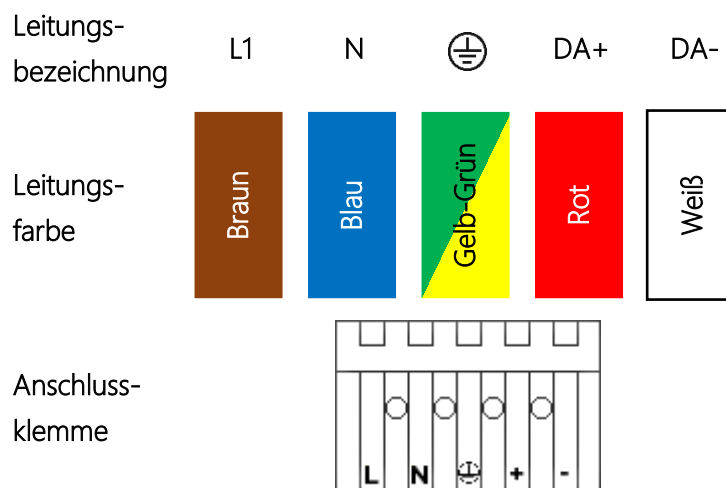 Leitungs-
bezeichnung
L1 N ⏚ DA+ DA-
Leitungs-
farbe
Braun Blau Gelb-Grün Rot Weiß
Anschluss-
klemme
L N ⏚ + -